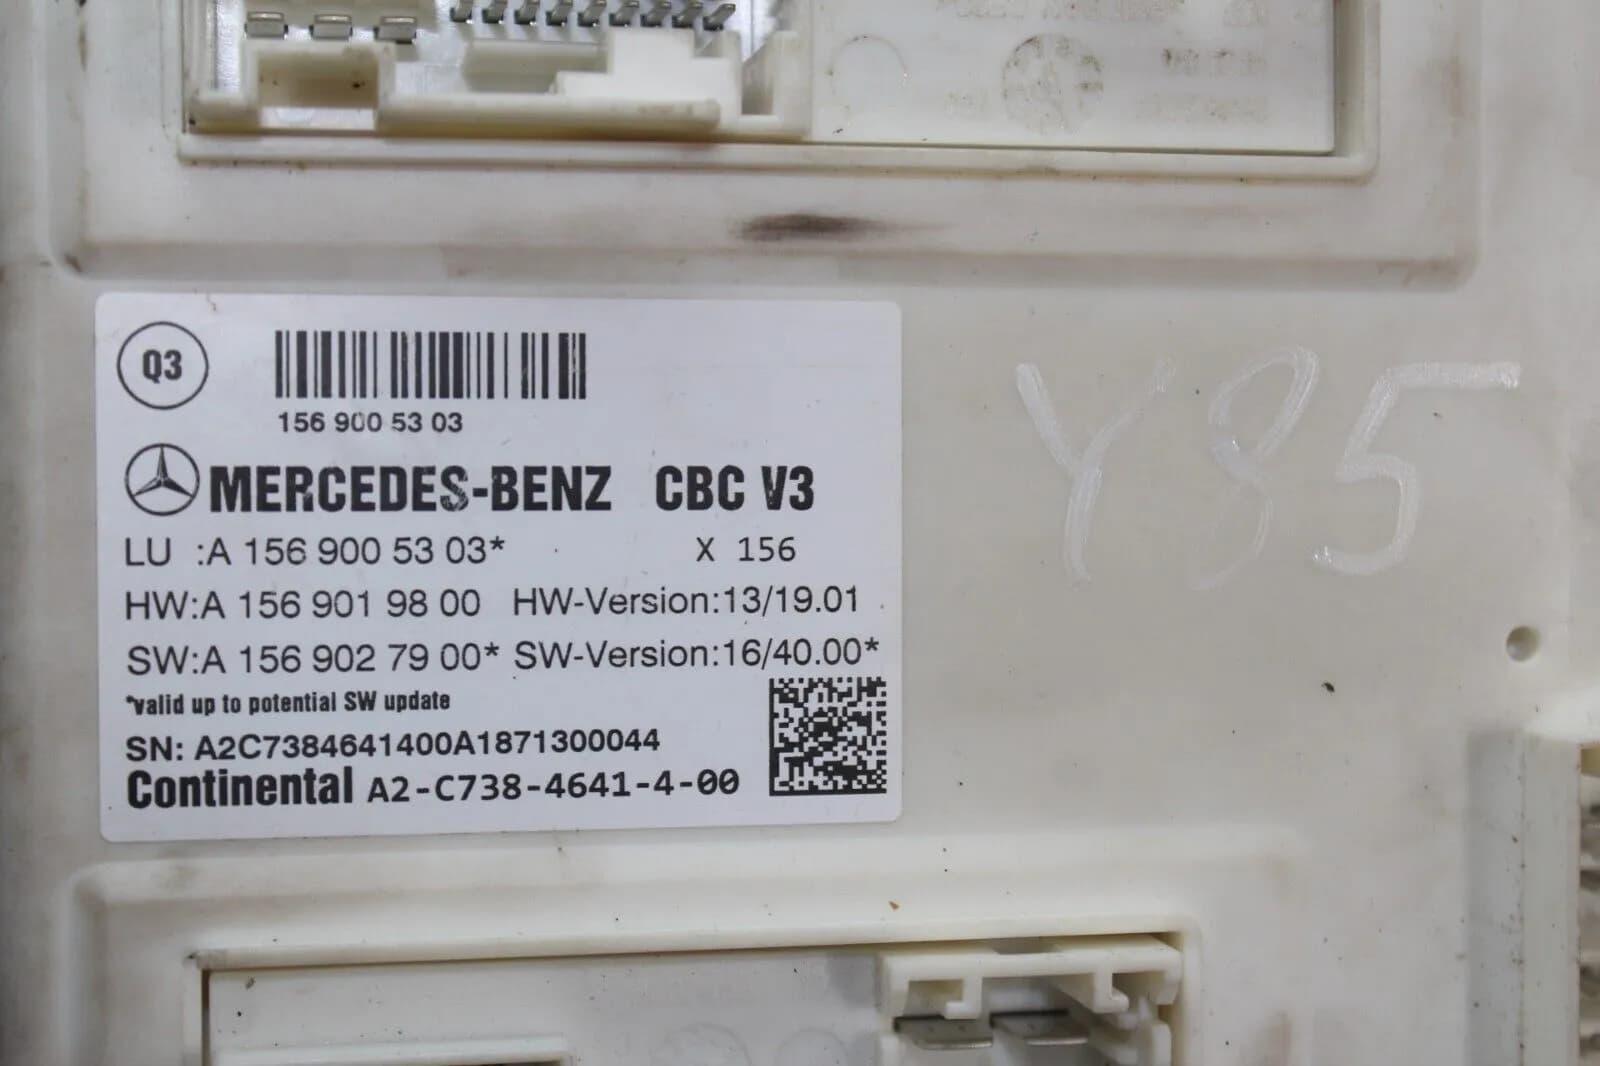 Q3
156 900 53 03
MERCEDES-BENZ CBC V3
LU :A 156 900 53 03* X 156
HW:A 156 901 98 00 HW-Version:13/19.01
SW:A 156 902 79 00* SW-Version:16/40.00*
*valid up to potential SW update
SN: A2C7384641400A1871300044
Continental A2-C738-4641-4-00
Y85